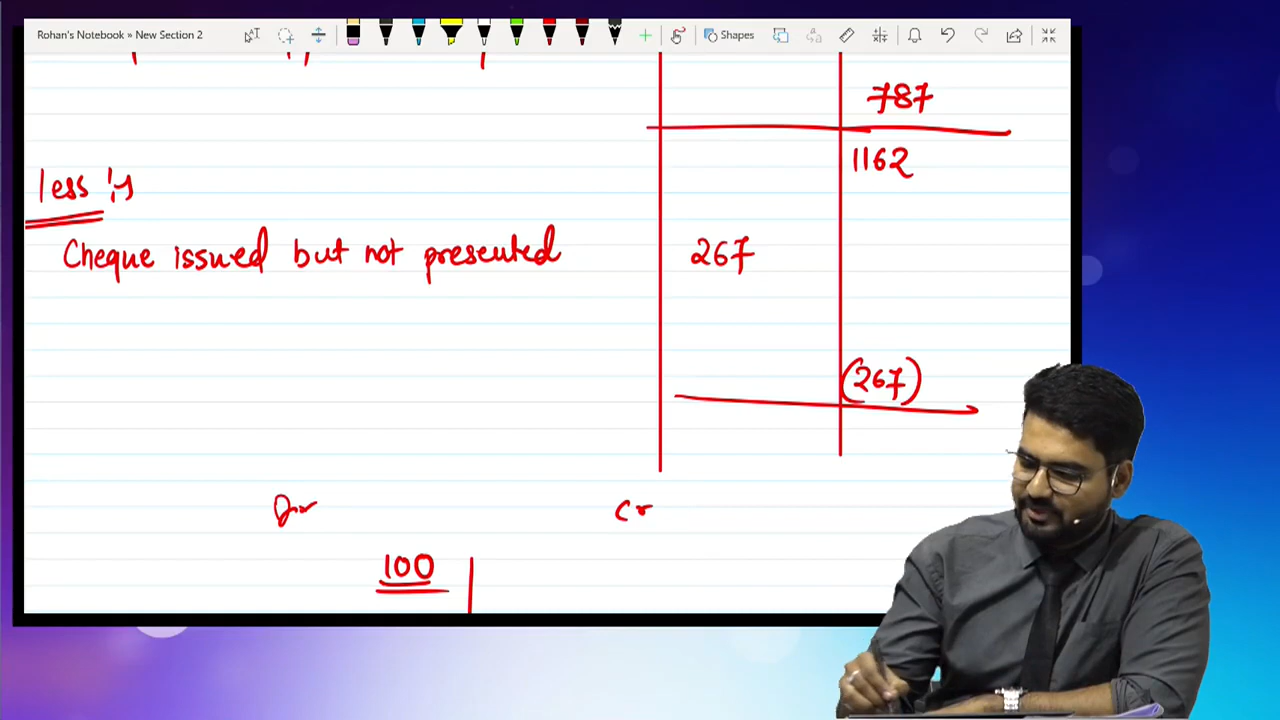 Rohan's Notebook » New Section 2
Shapes
787
1162
less :-
Cheque issued but not presented 267
(267)
Dr Cr
100